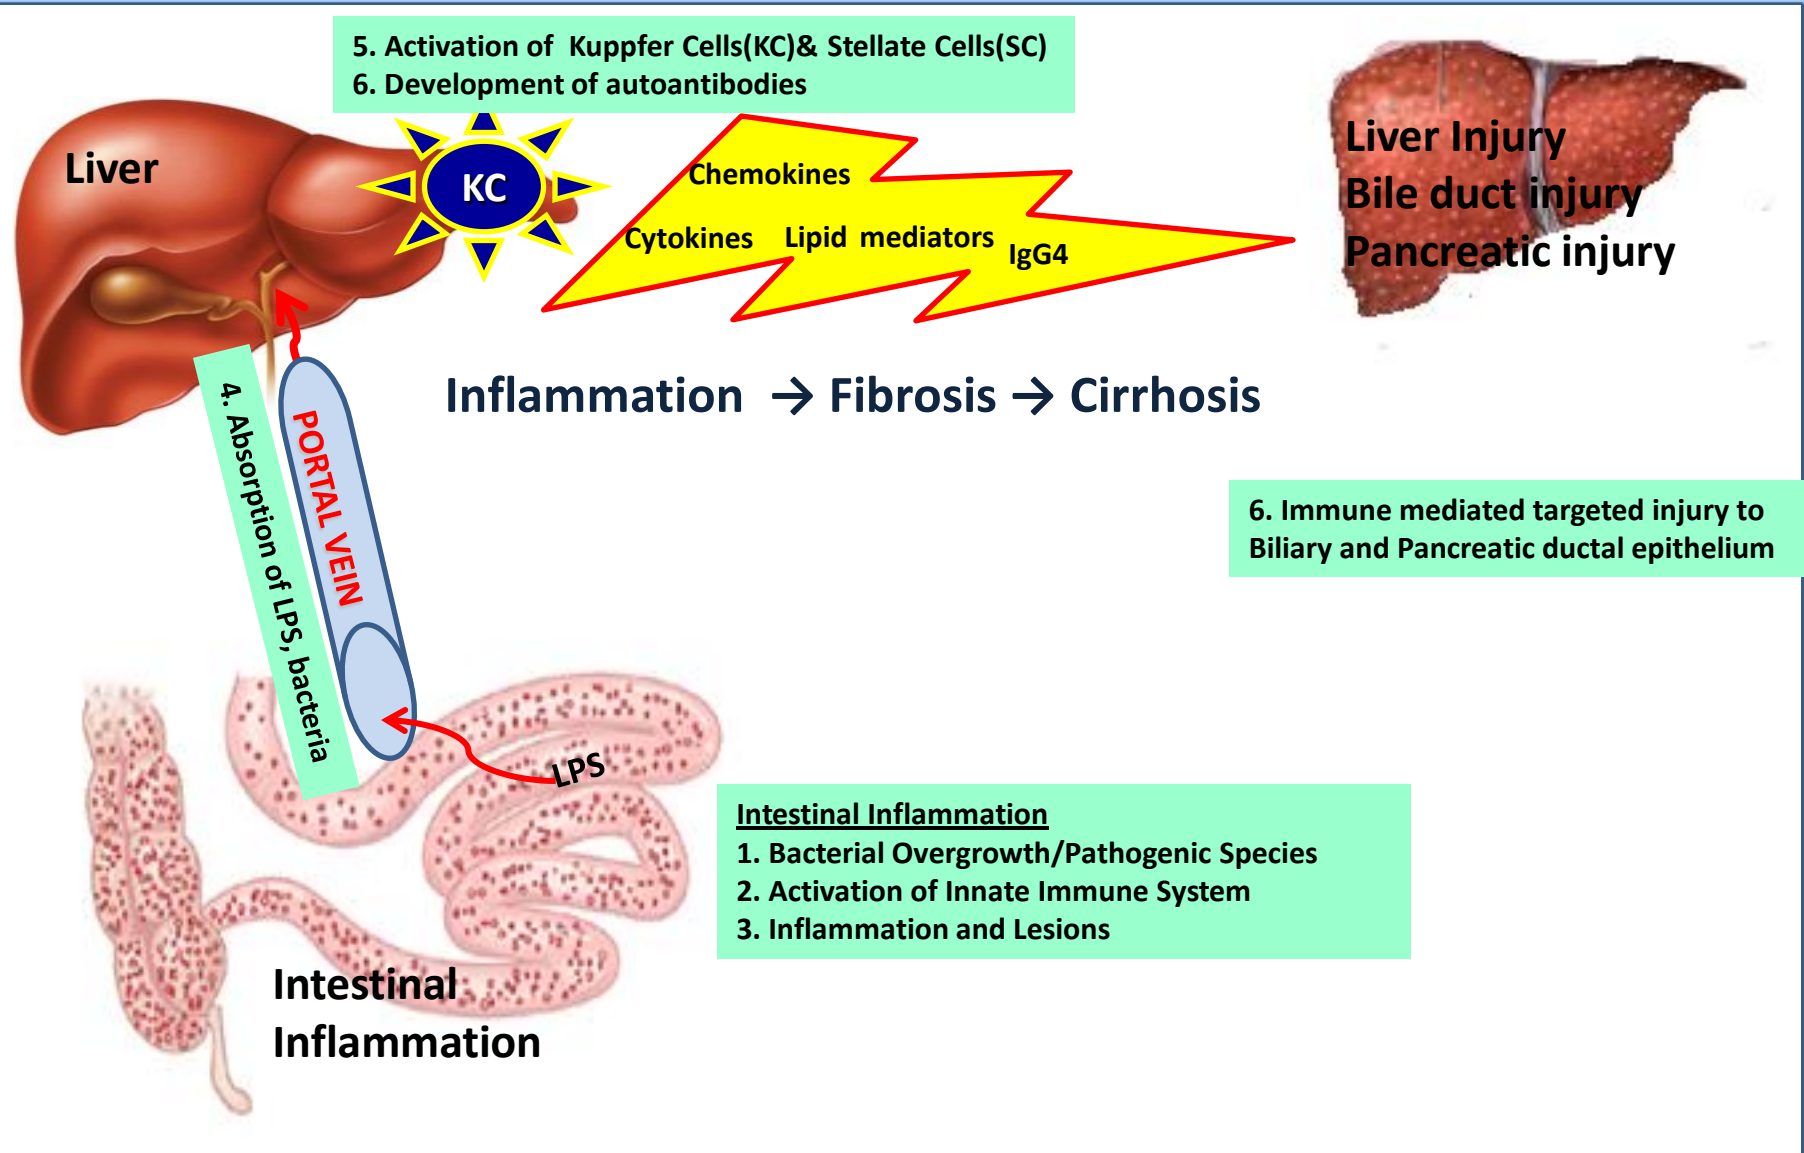 5. Activation of  Kuppfer Cells(KC)& Stellate Cells(SC)
6. Development of autoantibodies
Liver
KC
Chemokines
Cytokines
Lipid mediators
IgG4
Liver Injury
Bile duct injury
Pancreatic injury
Inflammation → Fibrosis → Cirrhosis
4. Absorption of LPS, bacteria
PORTAL VEIN
6. Immune mediated targeted injury to
Biliary and Pancreatic ductal epithelium
LPS
Intestinal Inflammation
1. Bacterial Overgrowth/Pathogenic Species
2. Activation of Innate Immune System
3. Inflammation and Lesions
Intestinal
Inflammation